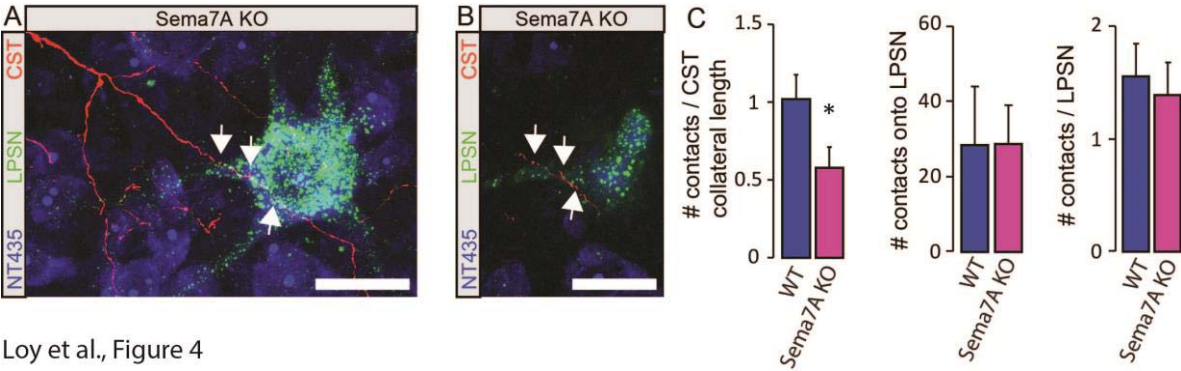 A
Sema7A KO
CST
LPSN
NT435
B
Sema7A KO
CST
LPSN
NT435
C
# contacts / CST
collateral length
1.5
1
0.5
0
*
WT
Sema7A KO
# contacts onto LPSN
60
40
20
0
WT
Sema7A KO
# contacts / LPSN
2
1
0
WT
Sema7A KO
Loy et al., Figure 4